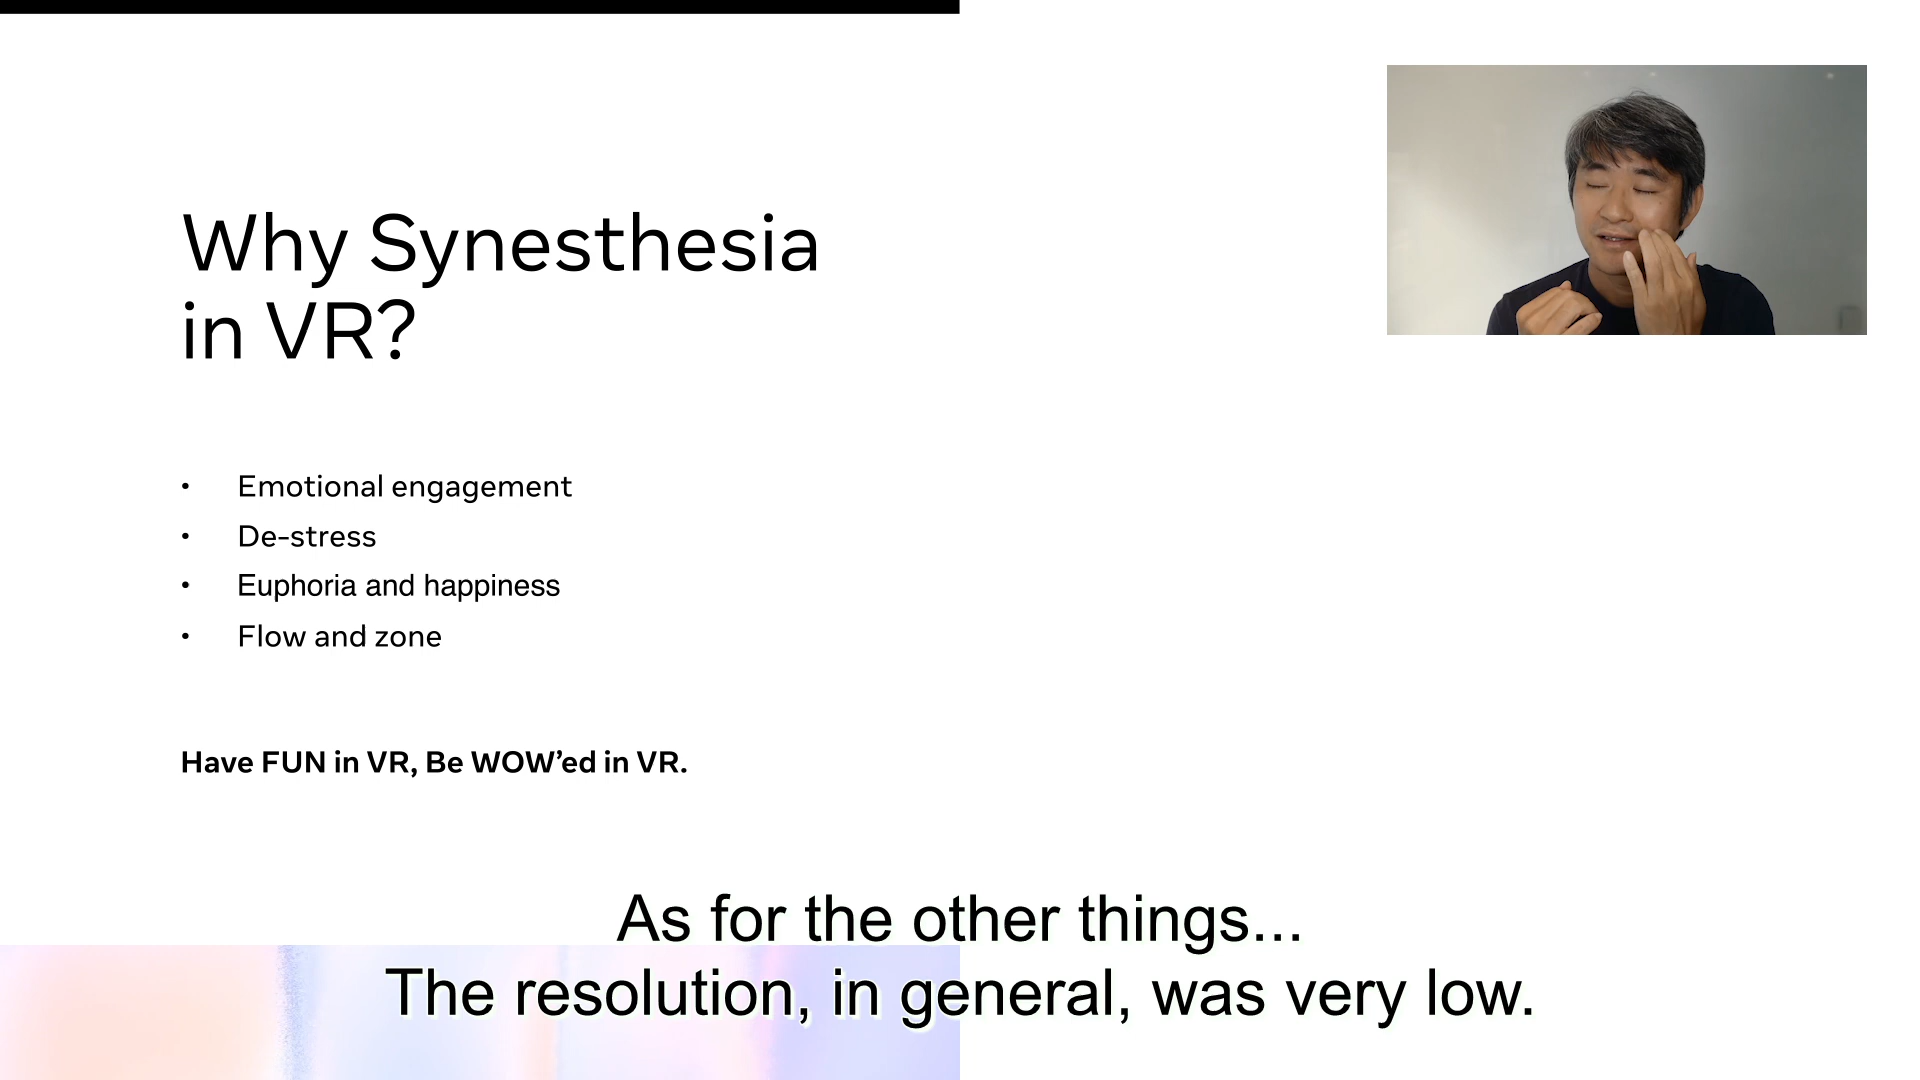 Why Synesthesia
in VR?
• Emotional engagement
• De-stress
• Euphoria and happiness
• Flow and zone
Have FUN in VR, Be WOW’ed in VR.
As for the other things...
The resolution, in general, was very low.